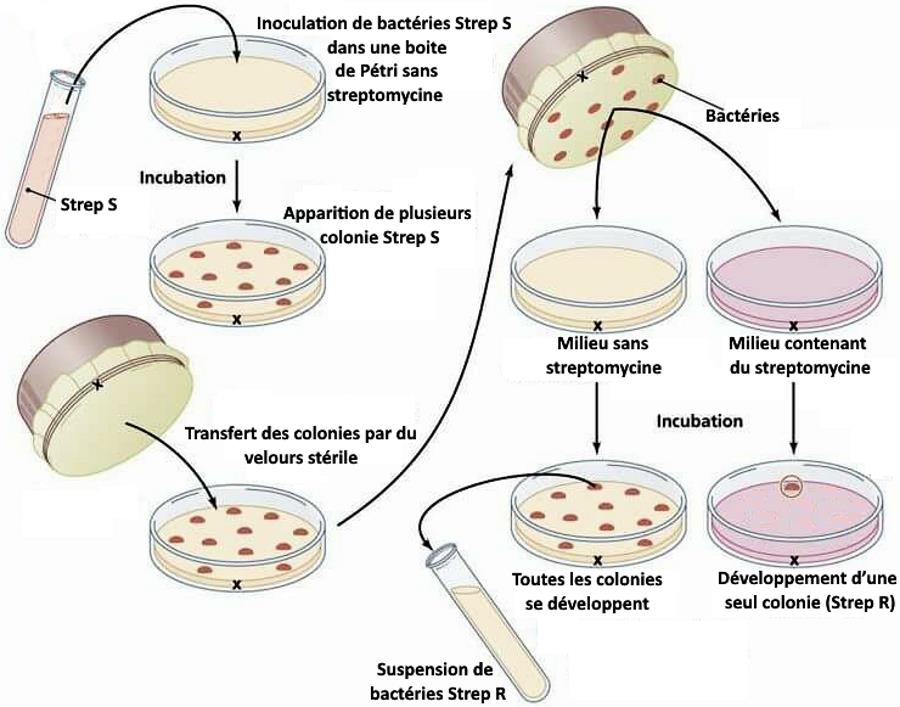 Inoculation de bactéries Strep S
dans une boite
de Pétri sans
streptomycine
x
Strep S
Incubation
Apparition de plusieurs
colonie Strep S
x
x
Transfert des colonies par du
velours stérile
x
x
Bactéries
x
x
Milieu sans
streptomycine
Milieu contenant
du streptomycine
Incubation
x
x
Toutes les colonies
se développent
Développement d'une
seul colonie (Strep R)
Suspension de
bactéries Strep R